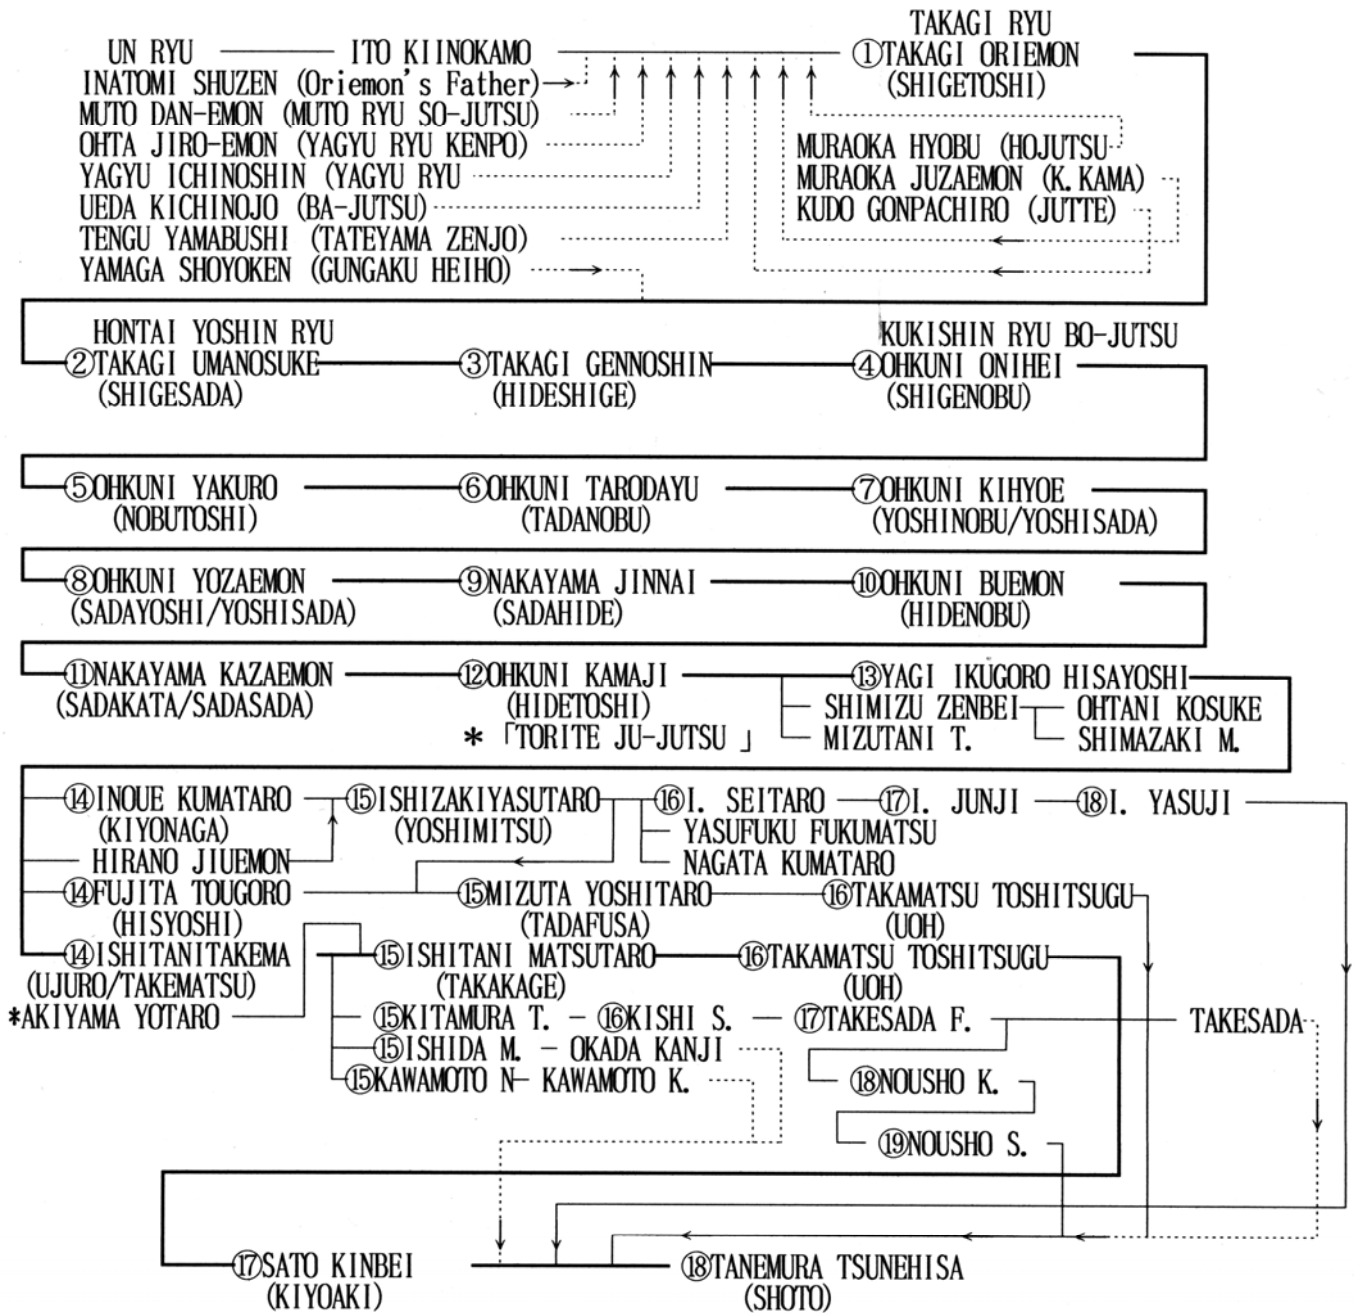 TAKAGI RYU
UN RYU ITO KIINOKAMO ①TAKAGI ORIEMON
INATOMI SHUZEN (Oriemon's Father) (SHIGETOSHI)
MUTO DAN-EMON (MUTO RYU SO-JUTSU)
OHTA JIRO-EMON (YAGYU RYU KENPO) MURAOKA HYOBU (HOJUTSU
YAGYU ICHINOSHIN (YAGYU RYU MURAOKA JUZAEMON (K.KAMA)
UEDA KICHINOJO (BA-JUTSU) KUDO GONPACHIRO (JUTTE)
TENGU YAMABUSHI (TATEYAMA ZENJO)
YAMAGA SHOYOKEN (GUNGAKU HEIHO)
HONTAI YOSHIN RYU KUKISHIN RYU BO-JUTSU
②TAKAGI UMANOSUKE ③TAKAGI GENNOSHIN ④OHKUNI ONIHEI
(SHIGESADA) (HIDESHIGE) (SHIGENOBU)
⑤OHKUNI YAKURO ⑥OHKUNI TARODAYU ⑦OHKUNI KIHYOE
(NOBUTOSHI) (TADANOBU) (YOSHINOBU/YOSHISADA)
⑧OHKUNI YOZAEMON ⑨NAKAYAMA JINNAI ⑩OHKUNI BUEMON
(SADAYOSHI/YOSHISADA) (SADAHIDE) (HIDENOBU)
⑪NAKAYAMA KAZAEMON ⑫OHKUNI KAMAJI ⑬YAGI IKUGORO HISAYOSHI
(SADAKATA/SADASADA) (HIDETOSHI) SHIMIZU ZENBEI OHTANI KOSUKE
* 「TORITE JU-JUTSU 」 MIZUTANI T. SHIMAZAKI M.
⑭INOUE KUMATARO ⑮ISHIZAKIYASUTARO ⑯I. SEITARO ⑰I. JUNJI ⑱I. YASUJI
(KIYONAGA) (YOSHIMITSU) YASUFUKU FUKUMATSU
HIRANO JIUEMON NAGATA KUMATARO
⑭FUJITA TOUGORO ⑮MIZUTA YOSHITARO ⑯TAKAMATSU TOSHITSUGU
(HISYOSHI) (TADAFUSA) (UOH)
⑭ISHITANITAKEMA ⑮ISHITANI MATSUTARO ⑯TAKAMATSU TOSHITSUGU
(UJURO/TAKEMATSU) (TAKAKAGE) (UOH)
*AKIYAMA YOTARO ⑮KITAMURA T. - ⑯KISHI S. - ⑰TAKESADA F. TAKESADA
⑮ISHIDA M. - OKADA KANJI
⑮KAWAMOTO N- KAWAMOTO K. ⑱NOUSHO K.
⑲NOUSHO S.
⑰SATO KINBEI ⑱TANEMURA TSUNEHISA
(KIYOAKI) (SHOTO)